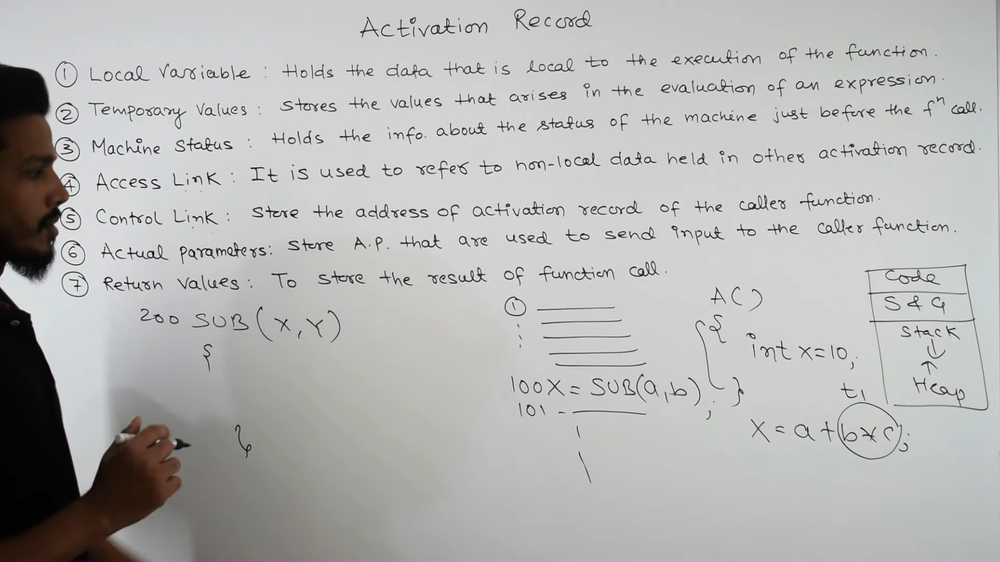 Activation Record
① Local Variable : Holds the data that is local to the execution of the function.
② Temporary Values : Stores the values that arises in the evaluation of an expression.
③ Machine Status : Holds the info. about the status of the machine just before the fⁿ call.
④ Access Link : It is used to refer to non-local data held in other activation record.
⑤ Control Link : Store the address of activation record of the caller function.
⑥ Actual parameters : Store A.P. that are used to send input to the caller function.
⑦ Return Values : To store the result of function call.
200 SUB(X,Y)
{
}
①
100 X = SUB(a,b);
101
A()
{
int x=10;
}
t1
X = a + (b*c);
Code
S & G
Stack
↓
↑
Heap